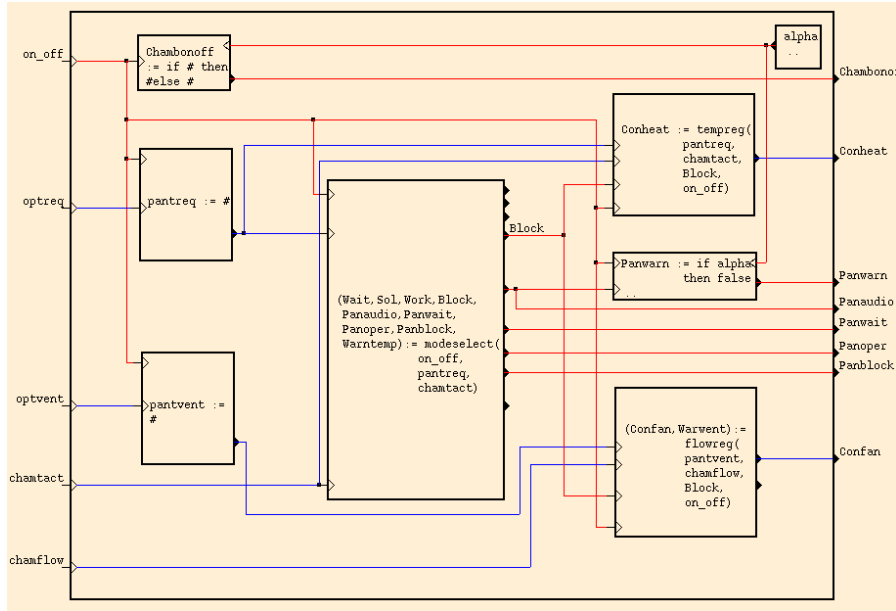 on_off
Chambonoff
:= if # then
#else #
alpha
..
Chambonof
Conheat := tempreg(
pantreq,
chamtact,
Block,
on_off)
Conheat
optreq
pantreq := #
Block
Panwarn := if alpha
then false
..
Panwarn
Panaudio
Panwait
Panoper
Panblock
(Wait, Sol, Work, Block,
Panaudio, Panwait,
Panoper, Panblock,
Warntemp) := modeselect(
on_off,
pantreq,
chamtact)
optvent
pantvent :=
#
(Confan, Warwent) :=
flowreg(
pantvent,
chamflow,
Block,
on_off)
Confan
chamtact
chamflow